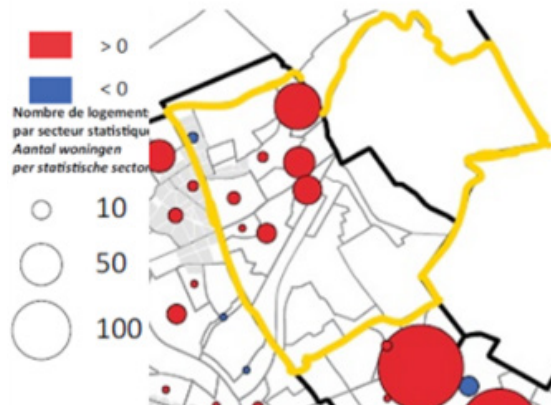 > 0
< 0
Nombre de logement
par secteur statistiqu
Aantal woningen
per statistische sector
10
50
100